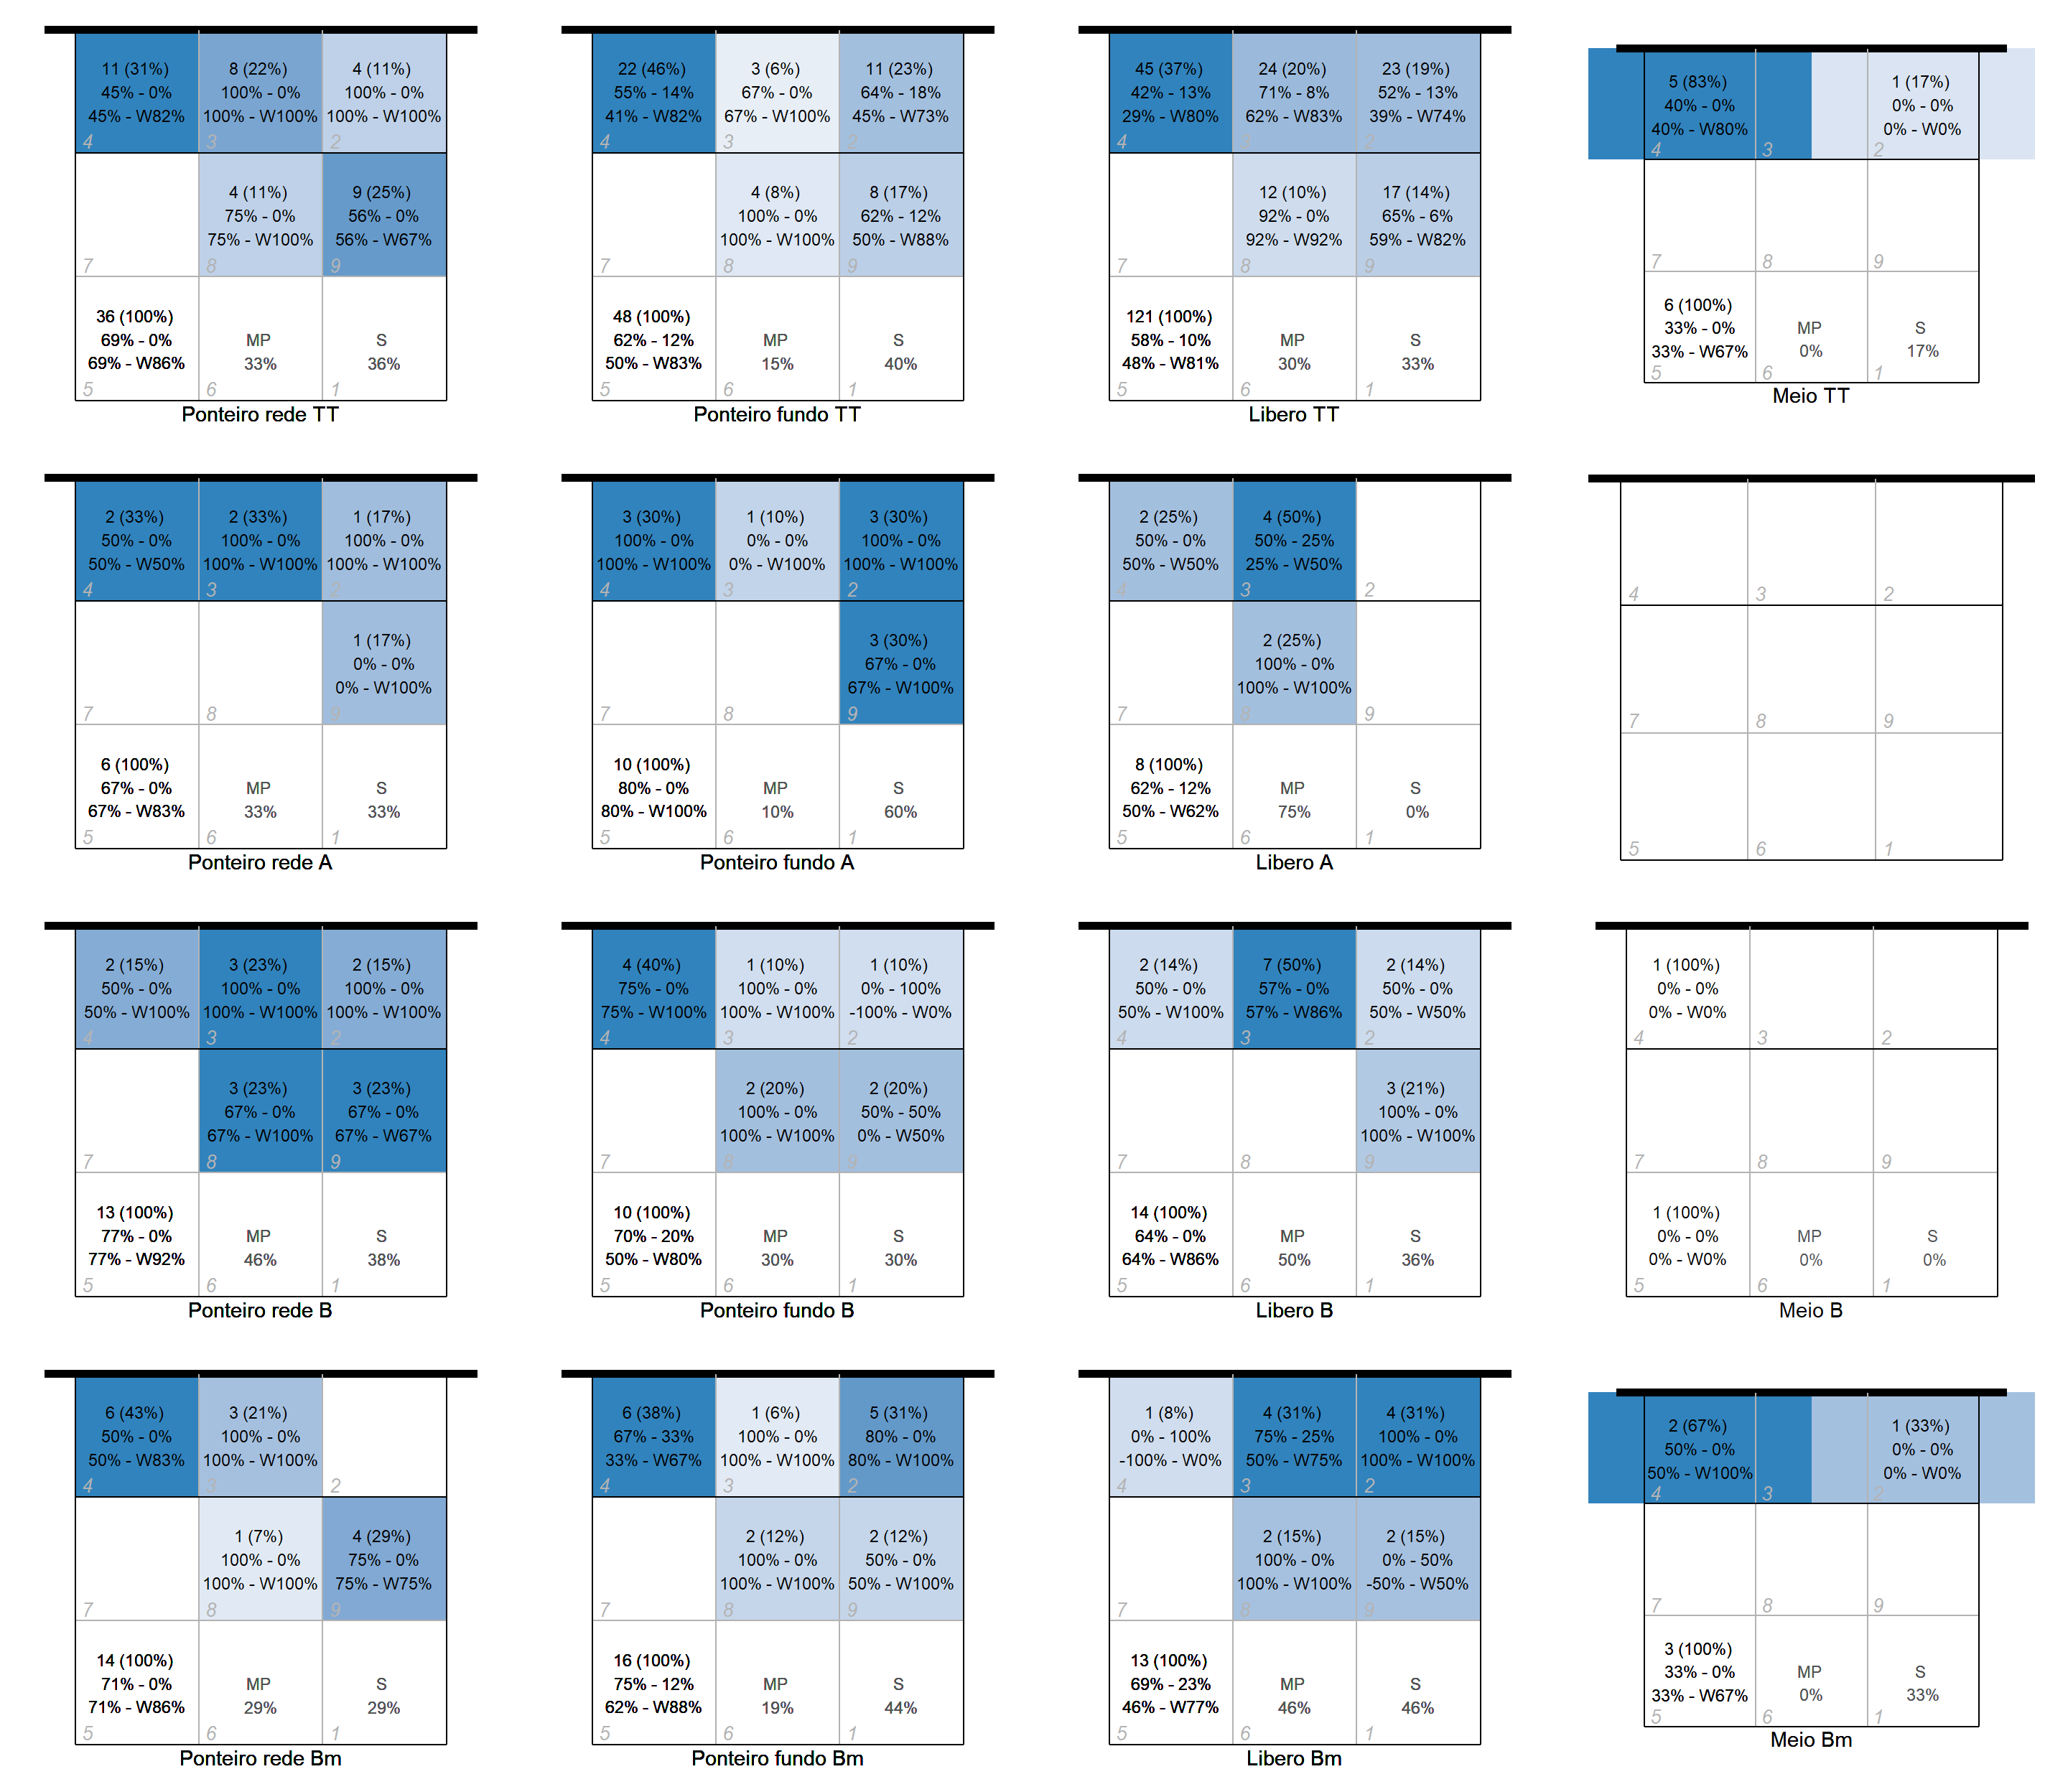 11 (31%)
45% - 0%
45% - W82%
4
8 (22%)
100% - 0%
100% - W100%
3
4 (11%)
100% - 0%
100% - W100%
2
7
4 (11%)
75% - 0%
75% - W100%
8
9 (25%)
56% - 0%
56% - W67%
9
36 (100%)
69% - 0%
69% - W86%
5
MP
33%
6
S
36%
1
Ponteiro rede TT
22 (46%)
55% - 14%
41% - W82%
4
3 (6%)
67% - 0%
67% - W100%
3
11 (23%)
64% - 18%
45% - W73%
2
7
4 (8%)
100% - 0%
100% - W100%
8
8 (17%)
62% - 12%
50% - W88%
9
48 (100%)
62% - 12%
50% - W83%
5
MP
15%
6
S
40%
1
Ponteiro fundo TT
45 (37%)
42% - 13%
29% - W80%
4
24 (20%)
71% - 8%
62% - W83%
3
23 (19%)
52% - 13%
39% - W74%
2
7
12 (10%)
92% - 0%
92% - W92%
8
17 (14%)
65% - 6%
59% - W82%
9
121 (100%)
58% - 10%
48% - W81%
5
MP
30%
6
S
33%
1
Libero TT
5 (83%)
40% - 0%
40% - W80%
4
3
1 (17%)
0% - 0%
0% - W0%
2
7
8
9
6 (100%)
33% - 0%
33% - W67%
5
MP
0%
6
S
17%
1
Meio TT
2 (33%)
50% - 0%
50% - W50%
4
2 (33%)
100% - 0%
100% - W100%
3
1 (17%)
100% - 0%
100% - W100%
2
7
8
1 (17%)
0% - 0%
0% - W100%
9
6 (100%)
67% - 0%
67% - W83%
5
MP
33%
6
S
33%
1
Ponteiro rede A
3 (30%)
100% - 0%
100% - W100%
4
1 (10%)
0% - 0%
0% - W100%
3
3 (30%)
100% - 0%
100% - W100%
2
7
8
3 (30%)
67% - 0%
67% - W100%
9
10 (100%)
80% - 0%
80% - W100%
5
MP
10%
6
S
60%
1
Ponteiro fundo A
2 (25%)
50% - 0%
50% - W50%
4
4 (50%)
50% - 25%
25% - W50%
3
2
7
2 (25%)
100% - 0%
100% - W100%
8
9
8 (100%)
62% - 12%
50% - W62%
5
MP
75%
6
S
0%
1
Libero A
4
3
2
7
8
9
5
6
1
2 (15%)
50% - 0%
50% - W100%
4
3 (23%)
100% - 0%
100% - W100%
3
2 (15%)
100% - 0%
100% - W100%
2
7
3 (23%)
67% - 0%
67% - W100%
8
3 (23%)
67% - 0%
67% - W67%
9
13 (100%)
77% - 0%
77% - W92%
5
MP
46%
6
S
38%
1
Ponteiro rede B
4 (40%)
75% - 0%
75% - W100%
4
1 (10%)
100% - 0%
100% - W100%
3
1 (10%)
0% - 100%
-100% - W0%
2
7
2 (20%)
100% - 0%
100% - W100%
8
2 (20%)
50% - 50%
0% - W50%
9
10 (100%)
70% - 20%
50% - W80%
5
MP
30%
6
S
30%
1
Ponteiro fundo B
2 (14%)
50% - 0%
50% - W100%
4
7 (50%)
57% - 0%
57% - W86%
3
2 (14%)
50% - 0%
50% - W50%
2
7
8
3 (21%)
100% - 0%
100% - W100%
9
14 (100%)
64% - 0%
64% - W86%
5
MP
50%
6
S
36%
1
Libero B
1 (100%)
0% - 0%
0% - W0%
4
3
2
7
8
9
1 (100%)
0% - 0%
0% - W0%
5
MP
0%
6
S
0%
1
Meio B
6 (43%)
50% - 0%
50% - W83%
4
3 (21%)
100% - 0%
100% - W100%
3
2
7
1 (7%)
100% - 0%
100% - W100%
8
4 (29%)
75% - 0%
75% - W75%
9
14 (100%)
71% - 0%
71% - W86%
5
MP
29%
6
S
29%
1
Ponteiro rede Bm
6 (38%)
67% - 33%
33% - W67%
4
1 (6%)
100% - 0%
100% - W100%
3
5 (31%)
80% - 0%
80% - W100%
2
7
2 (12%)
100% - 0%
100% - W100%
8
2 (12%)
50% - 0%
50% - W100%
9
16 (100%)
75% - 12%
62% - W88%
5
MP
19%
6
S
44%
1
Ponteiro fundo Bm
1 (8%)
0% - 100%
-100% - W0%
4
4 (31%)
75% - 25%
50% - W75%
3
4 (31%)
100% - 0%
100% - W100%
2
7
2 (15%)
100% - 0%
100% - W100%
8
2 (15%)
0% - 50%
-50% - W50%
9
13 (100%)
69% - 23%
46% - W77%
5
MP
46%
6
S
46%
1
Libero Bm
2 (67%)
50% - 0%
50% - W100%
4
3
1 (33%)
0% - 0%
0% - W0%
2
7
8
9
3 (100%)
33% - 0%
33% - W67%
5
MP
0%
6
S
33%
1
Meio Bm